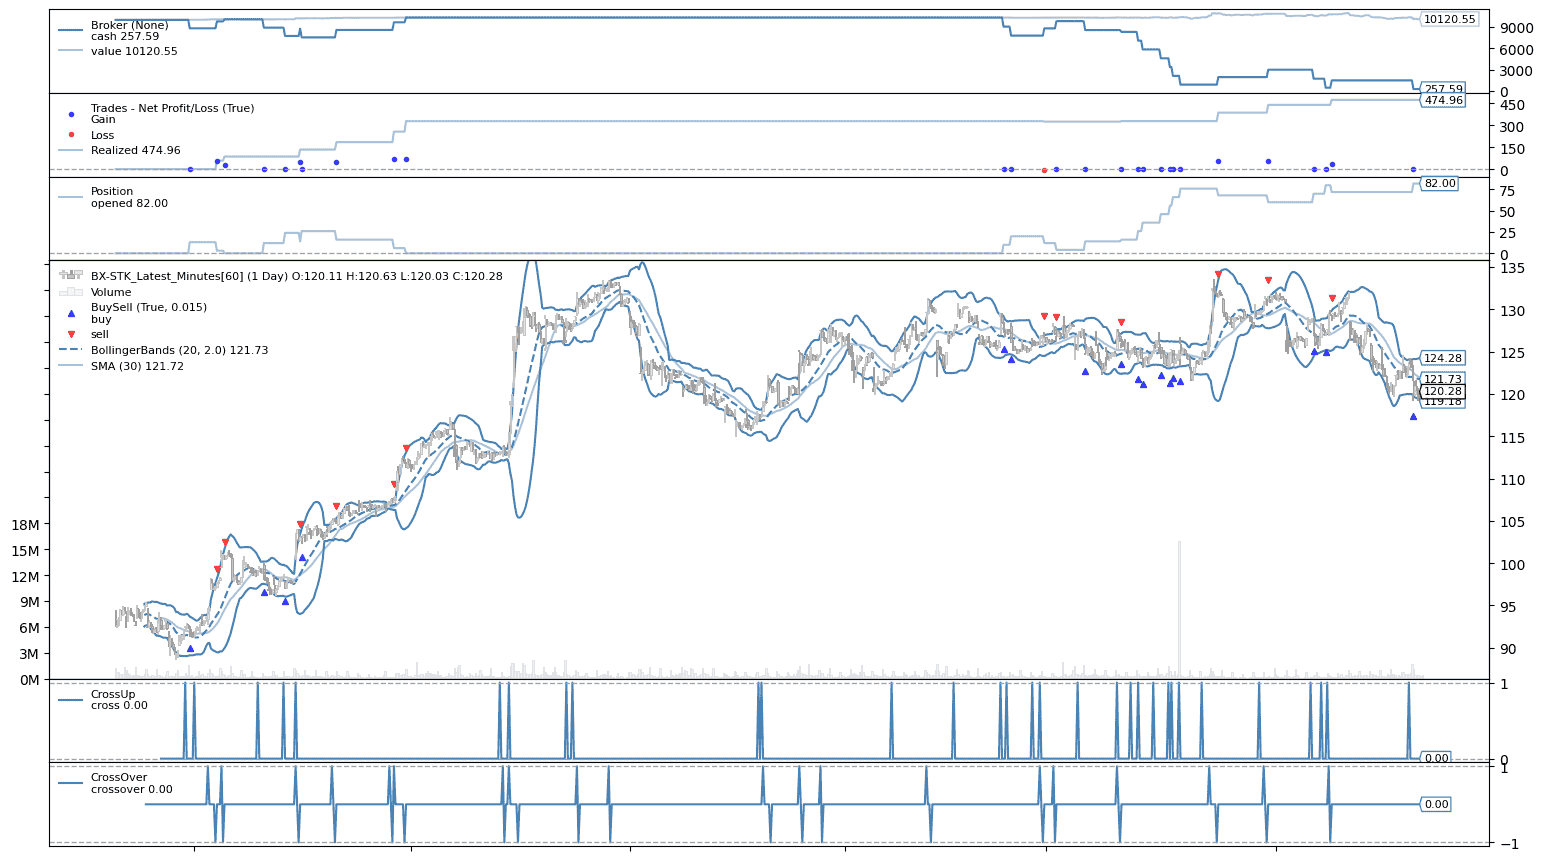 Broker (None)
cash 257.59
value 10120.55
10120.55
9000
6000
3000
0
257.59
Trades - Net Profit/Loss (True)
Gain
Loss
Realized 474.96
474.96
450
300
150
0
Position
opened 82.00
82.00
75
50
25
0
BX-STK_Latest_Minutes[60] (1 Day) O:120.11 H:120.63 L:120.03 C:120.28
Volume
BuySell (True, 0.015)
buy
sell
BollingerBands (20, 2.0) 121.73
SMA (30) 121.72
135
130
125
124.28
121.73
120.28
119.18
120
115
110
105
100
95
90
18M
15M
12M
9M
6M
3M
0M
CrossUp
cross 0.00
1
0.00
0
CrossOver
crossover 0.00
1
0.00
−1